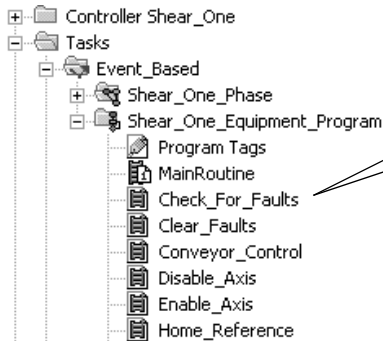 Controller Shear_One
Tasks
Event_Based
Shear_One_Phase
Shear_One_Equipment_Program
Program Tags
MainRoutine
Check_For_Faults
Clear_Faults
Conveyor_Control
Disable_Axis
Enable_Axis
Home_Reference